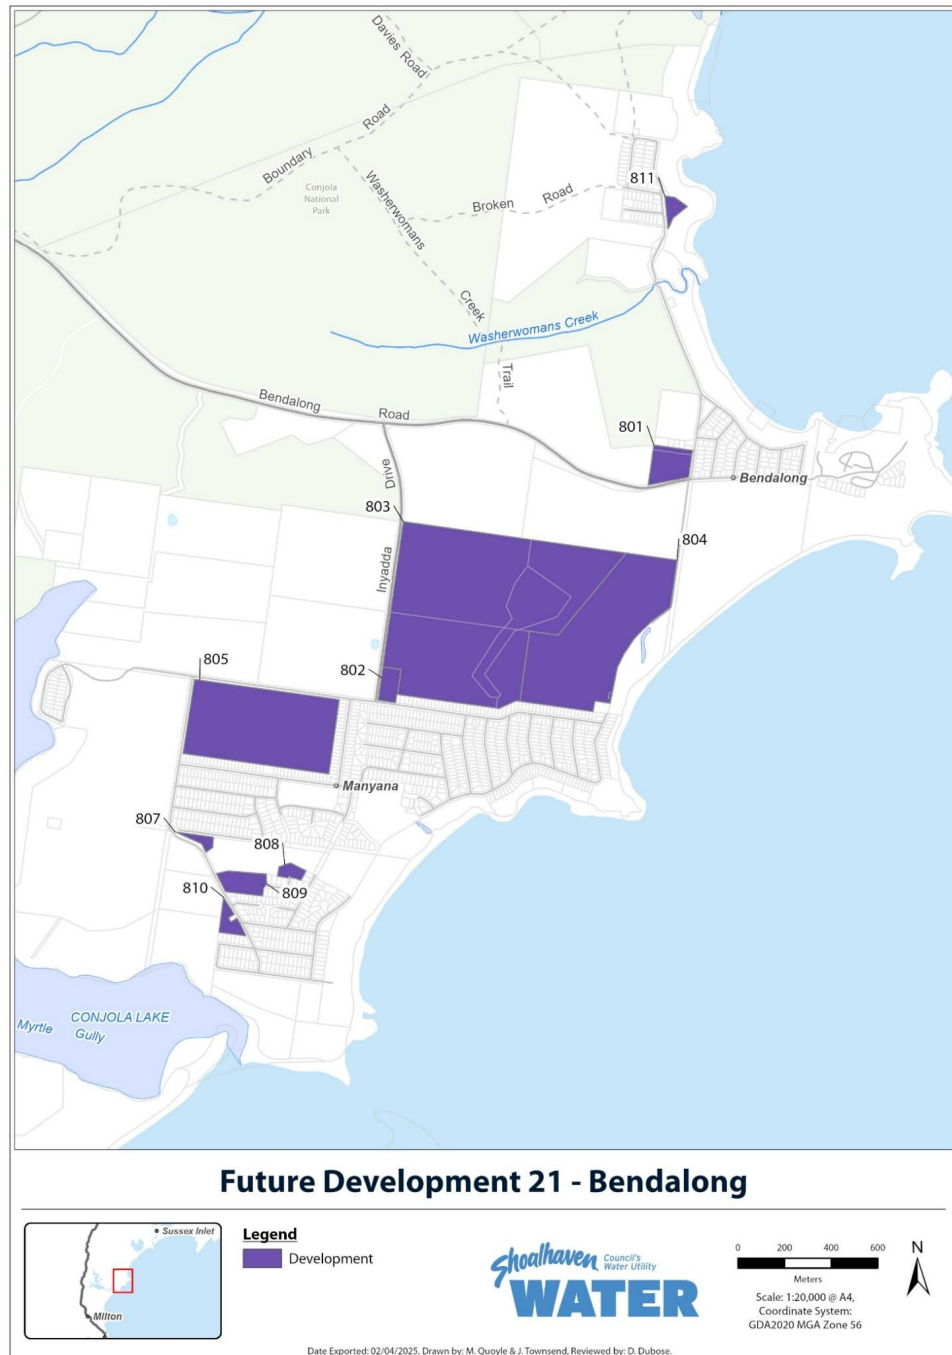 Davies Road
Boundary Road
Conjola
National
Park
Washerwomans Creek Trail
Broken Road
811
Washerwomans Creek
Bendalong Road
801
Bendalong
Inyadda Drive
803
804
802
805
Manyana
807
808
809
810
CONJOLA LAKE
Myrtle Gully
Future Development 21 - Bendalong
Sussex Inlet
Milton
Legend
Development
Shoalhaven
Council's
Water Utility
WATER
N
0 200 400 600
Meters
Scale: 1:20,000 @ A4,
Coordinate System:
GDA2020 MGA Zone 56
Date Exported: 02/04/2025, Drawn by: M. Quoyle & J. Townsend, Reviewed by: D. Dubose.